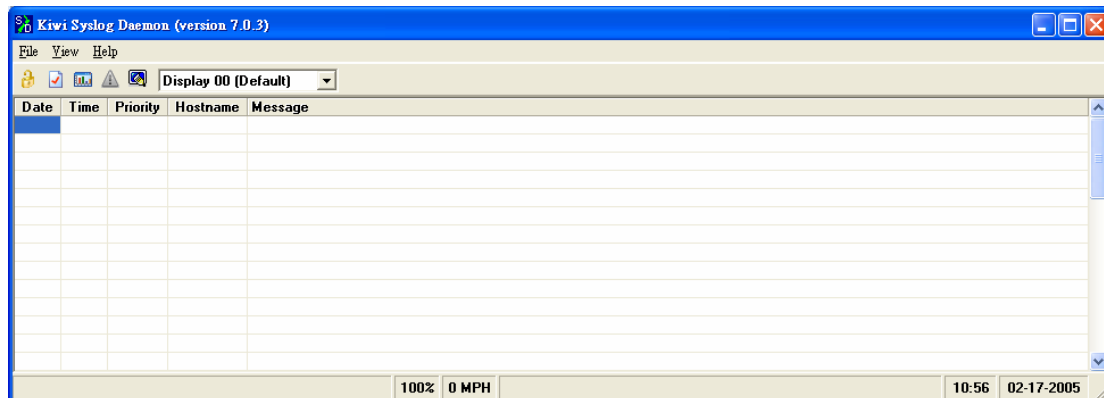 Kiwi Syslog Daemon (version 7.0.3)
File View Help
Display 00 (Default)
Date Time Priority Hostname Message
100% 0 MPH 10:56 02-17-2005